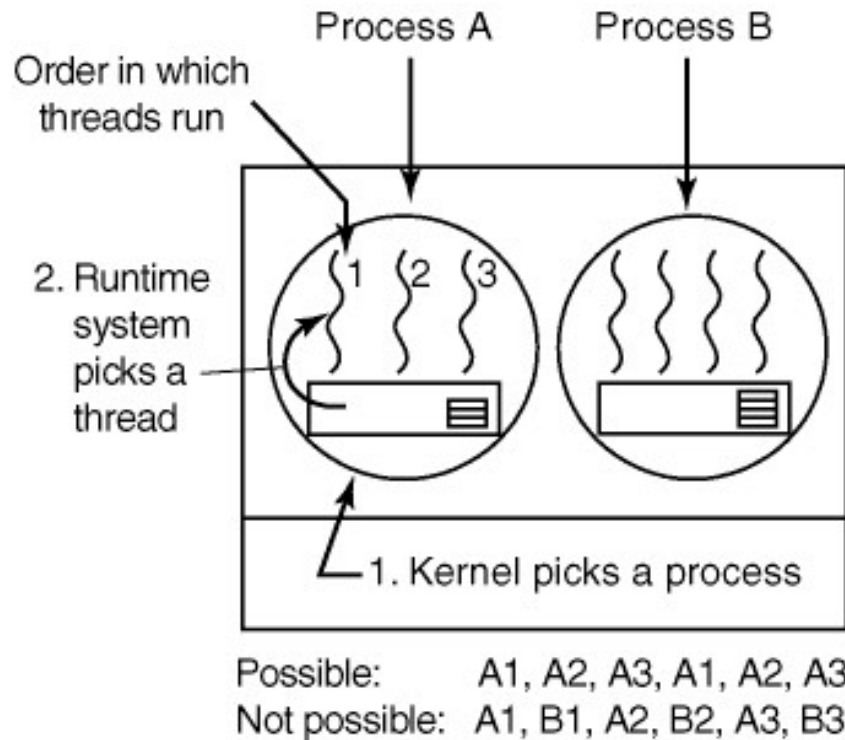 Process A
Process B
Order in which
threads run
1
2
3
2. Runtime
system
picks a
thread
1. Kernel picks a process
Possible: A1, A2, A3, A1, A2, A3
Not possible: A1, B1, A2, B2, A3, B3